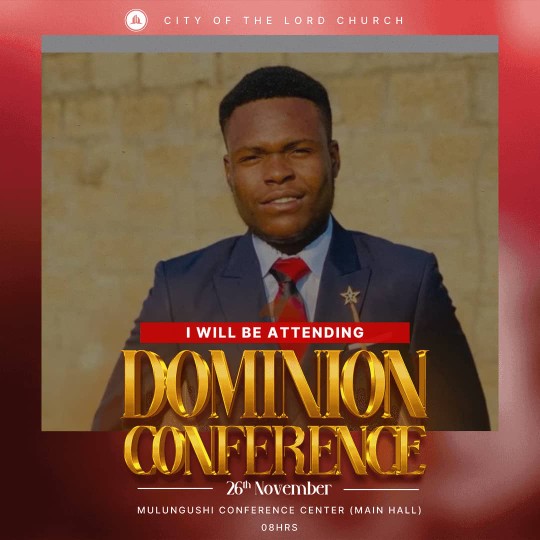 CITY OF THE LORD CHURCH
I WILL BE ATTENDING
DOMINION
CONFERENCE
26th November
MULUNGUSHI CONFERENCE CENTER (MAIN HALL)
08HRS